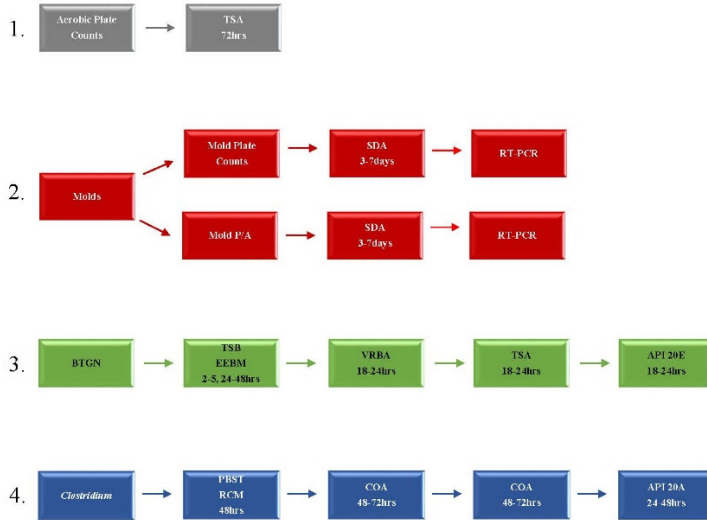 1.
Aerobic Plate
Counts
TSA
72hrs
2.
Molds
Mold Plate
Counts
SDA
3-7days
RT-PCR
Mold P/A
SDA
3-7days
RT-PCR
3.
BTGN
TSB
EEBM
2-5, 24-48hrs
VRBA
18-24hrs
TSA
18-24hrs
API 20E
18-24hrs
4.
Clostridium
PBST
RCM
48hrs
COA
48-72hrs
COA
48-72hrs
API 20A
24-48hrs